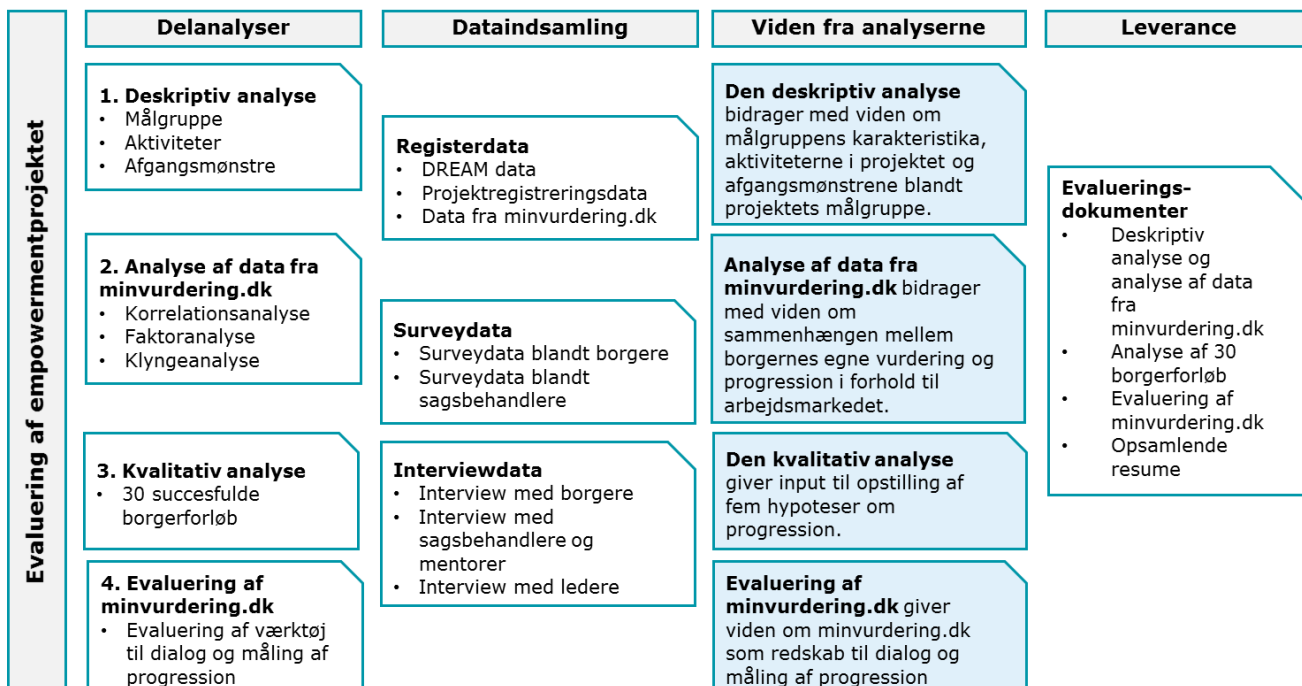 Evaluering af empowermentprojektet
Delanalyser
1. Deskriptiv analyse
• Målgruppe
• Aktiviteter
• Afgangsmønstre
2. Analyse af data fra
minvurdering.dk
• Korrelationsanalyse
• Faktoranalyse
• Klyngeanalyse
3. Kvalitativ analyse
• 30 succesfulde
borgerforløb
4. Evaluering af
minvurdering.dk
• Evaluering af værktøj
til dialog og måling af
progression
Dataindsamling
Registerdata
• DREAM data
• Projektregistreringsdata
• Data fra minvurdering.dk
Surveydata
• Surveydata blandt borgere
• Surveydata blandt
sagsbehandlere
Interviewdata
• Interview med borgere
• Interview med
sagsbehandlere og
mentorer
• Interview med ledere
Viden fra analyserne
Den deskriptiv analyse
bidrager med viden om
målgruppens karakteristika,
aktiviteterne i projektet og
afgangsmønstrene blandt
projektets målgruppe.
Analyse af data fra
minvurdering.dk bidrager
med viden om
sammenhængen mellem
borgernes egne vurdering og
progression i forhold til
arbejdsmarkedet.
Den kvalitativ analyse
giver input til opstilling af
fem hypoteser om
progression.
Evaluering af
minvurdering.dk giver
viden om minvurdering.dk
som redskab til dialog og
måling af progression
Leverance
Evaluerings-
dokumenter
• Deskriptiv
analyse og
analyse af data
fra
minvurdering.dk
• Analyse af 30
borgerforløb
• Evaluering af
minvurdering.dk
• Opsamlende
resume